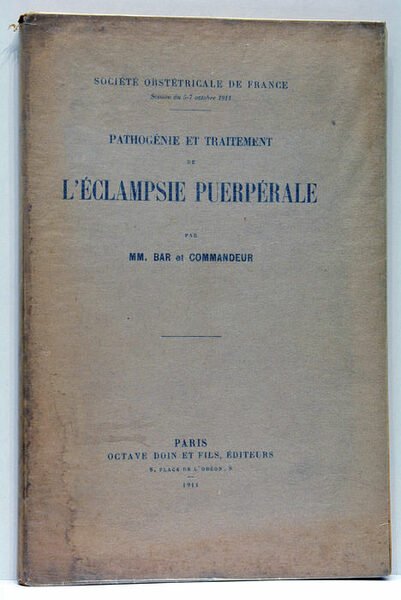 SOCIÉTÉ OBSTÉTRICALE DE FRANCE
Session du 5-7 octobre 1911
PATHOGÉNIE ET TRAITEMENT
DE
L'ÉCLAMPSIE PUERPÉRALE
PAR
MM. BAR et COMMANDEUR
PARIS
OCTAVE DOIN ET FILS, ÉDITEURS
8, PLACE DE L'ODÉON, 8
1911